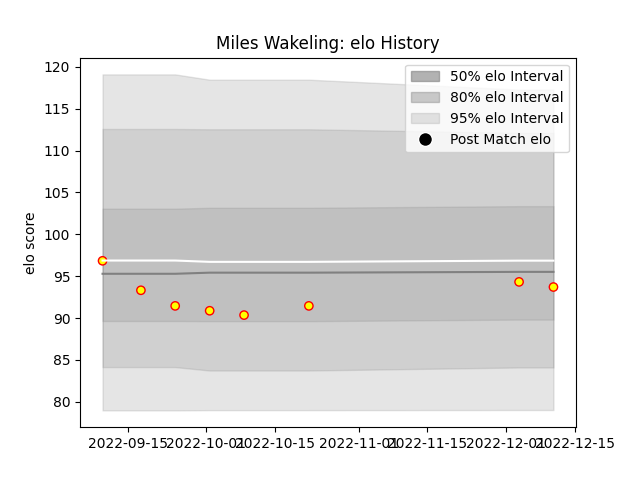 Miles Wakeling: elo History
120
115
110
105
100
95
90
85
80
elo score
50% elo Interval
80% elo Interval
95% elo Interval
Post Match elo
2022-09-15 2022-10-01 2022-10-15 2022-11-01 2022-11-15 2022-12-01 2022-12-15